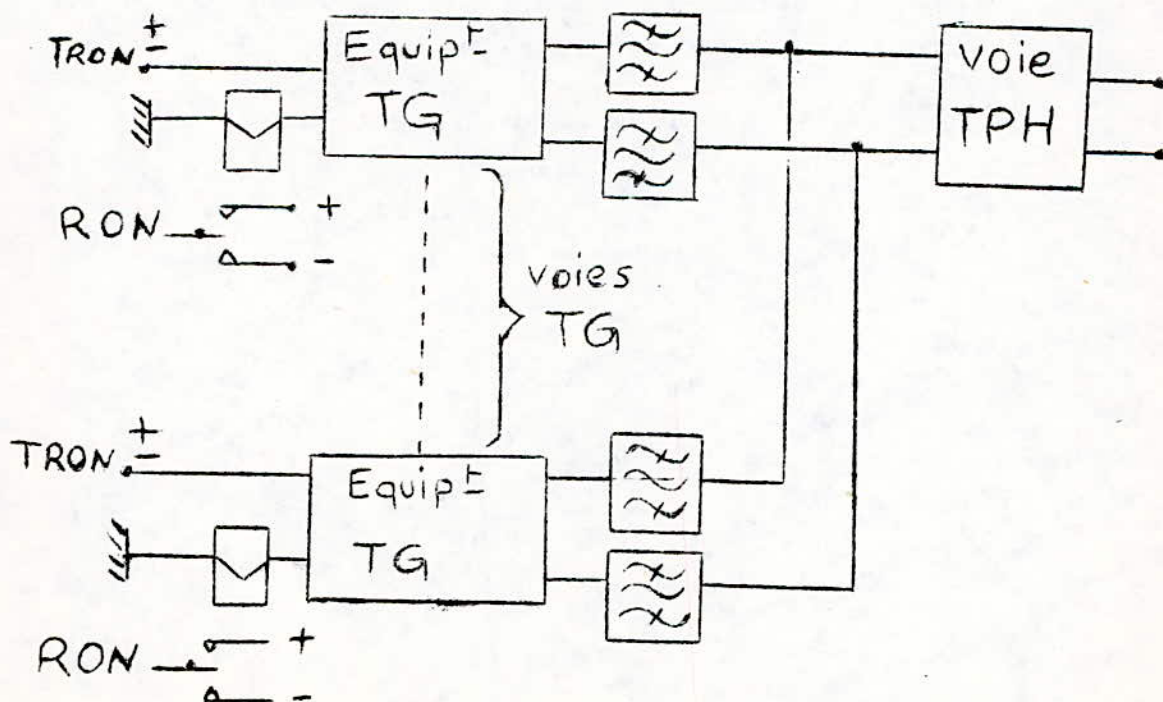 TRON ±
Equipt
TG
voie
TPH
RON
+
-
voies
TG
TRON ±
Equipt
TG
RON
+
-